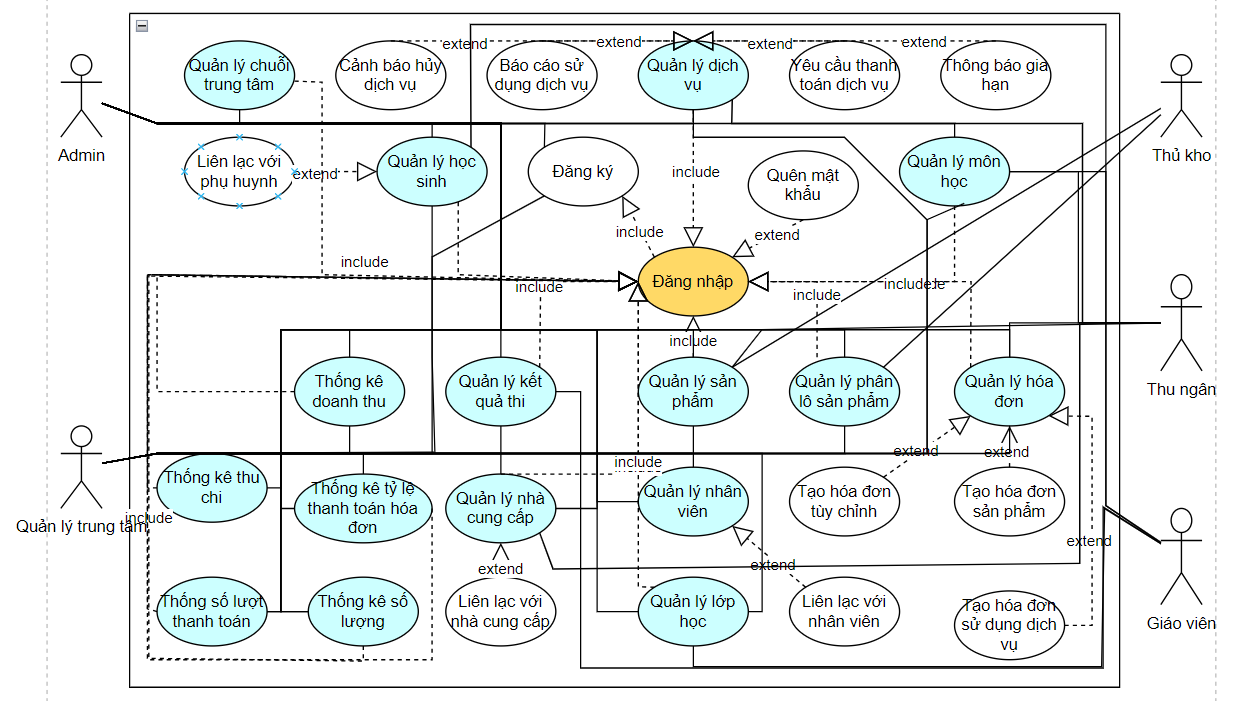 extend
extend
extend
extend
Quản lý chuỗi
trung tâm
Cảnh báo hủy
dịch vụ
Báo cáo sử
dụng dịch vụ
Quản lý dịch
vụ
Yêu cầu thanh
toán dịch vụ
Thông báo gia
hạn
Admin
Thủ kho
Liên lạc với
phụ huynh
extend
Quản lý học
sinh
Đăng ký
include
Quên mật
khẩu
Quản lý môn
học
include
extend
include
Đăng nhập
include
include
include
include
Thống kê
doanh thu
Quản lý kết
quả thi
Quản lý sản
phẩm
Quản lý phân
lô sản phẩm
Quản lý hóa
đơn
Thu ngân
extend
extend
include
Thống kê thu
chi
Thống kê tỷ lệ
thanh toán hóa
đơn
Quản lý nhà
cung cấp
Quản lý nhân
viên
Tạo hóa đơn
tùy chỉnh
Tạo hóa đơn
sản phẩm
Quản lý trung tâm
include
extend
extend
extend
Thống số lượt
thanh toán
Thống kê số
lượng
Liên lạc với
nhà cung cấp
Quản lý lớp
học
Liên lạc với
nhân viên
Tạo hóa đơn
sử dụng dịch
vụ
Giáo viên